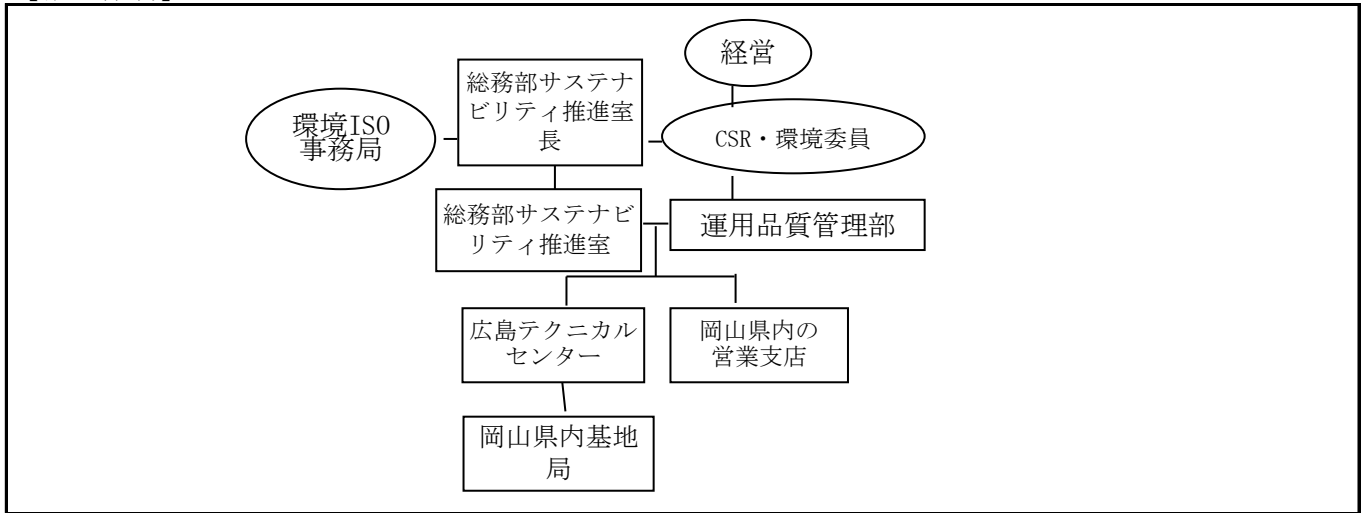 経営
総務部サステナ
ビリティ推進室
長
環境ISO
事務局
CSR・環境委員
総務部サステナビ
リティ推進室
運用品質管理部
広島テクニカル
センター
岡山県内の
営業支店
岡山県内基地
局